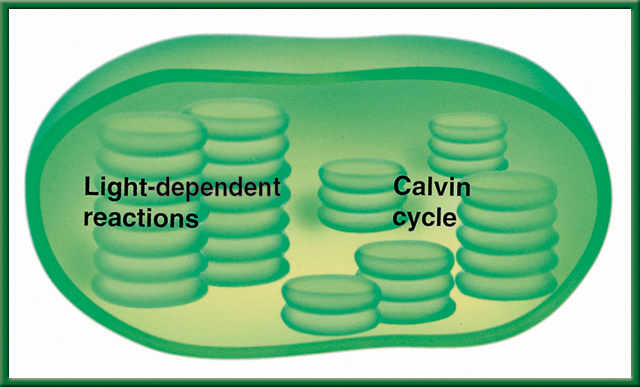 Light-dependent
reactions
Calvin
cycle